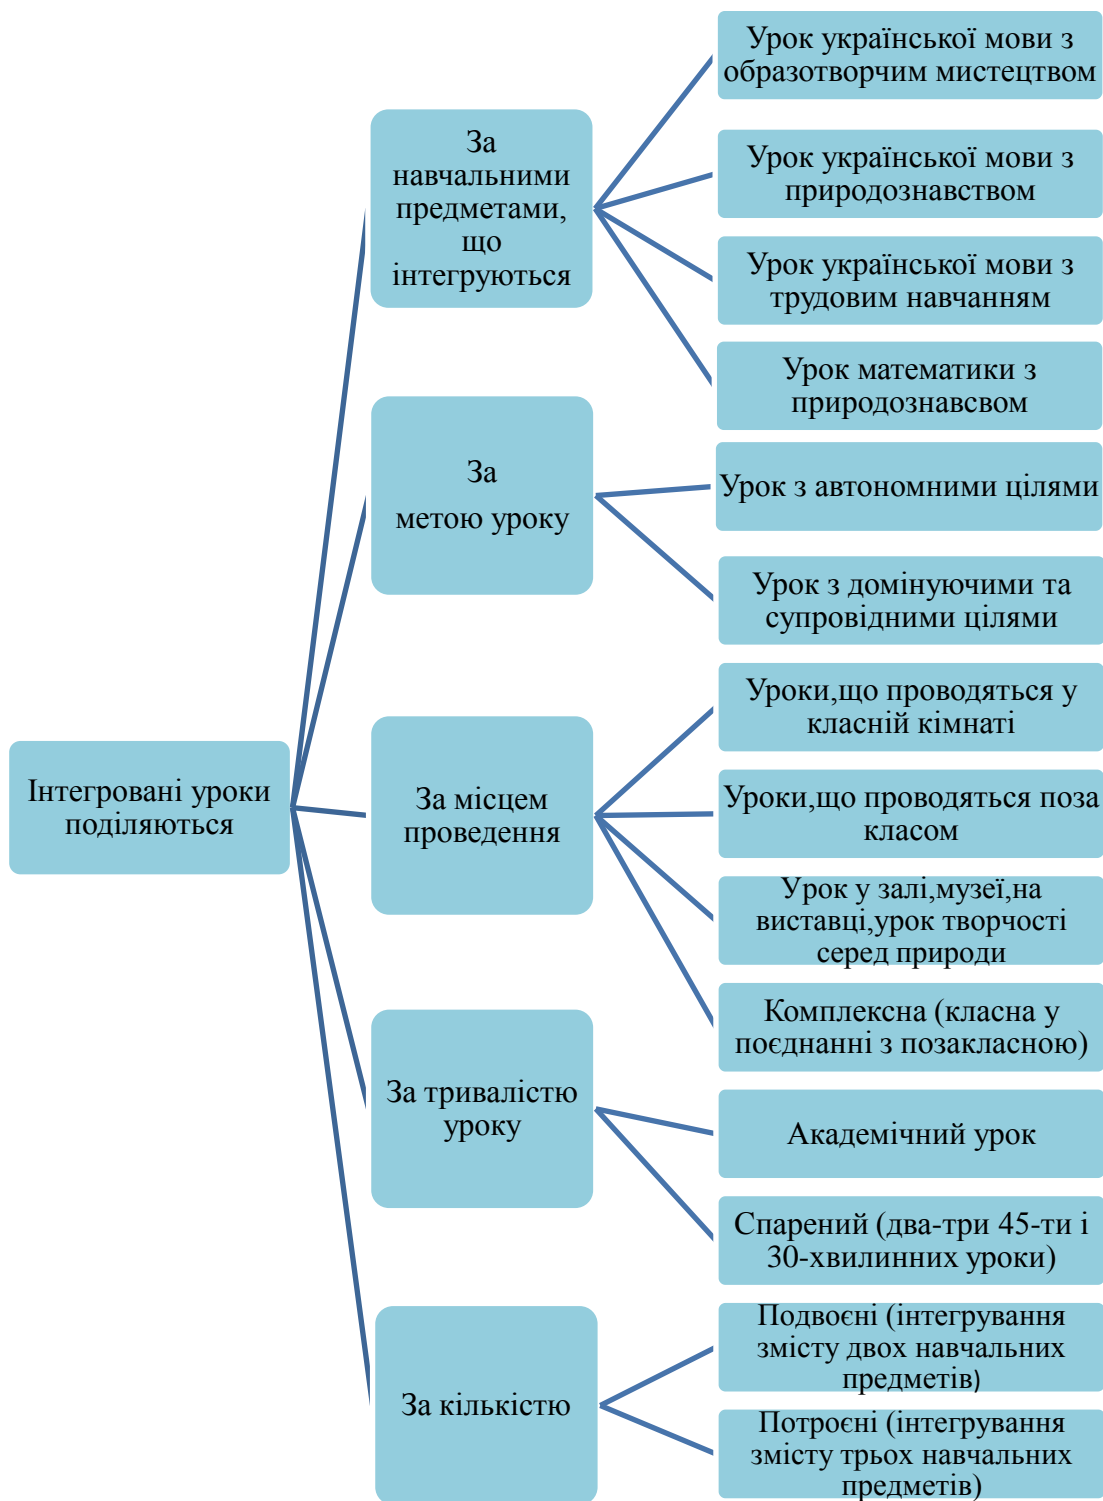 Інтегровані уроки
поділяються
За
навчальними
предметами,
що
інтегруються
Урок української мови з
образотворчим мистецтвом
Урок української мови з
природознавством
Урок української мови з
трудовим навчанням
Урок математики з
природознавсвом
За
метою уроку
Урок з автономними цілями
Урок з домінуючими та
супровідними цілями
За місцем
проведення
Уроки,що проводяться у
класній кімнаті
Уроки,що проводяться поза
класом
Урок у залі,музеї,на
виставці,урок творчості
серед природи
Комплексна (класна у
поєднанні з позакласною)
За тривалістю
уроку
Академічний урок
Спарений (два-три 45-ти і
30-хвилинних уроки)
За кількістю
Подвоєні (інтегрування
змісту двох навчальних
предметів)
Потроєні (інтегрування
змісту трьох навчальних
предметів)